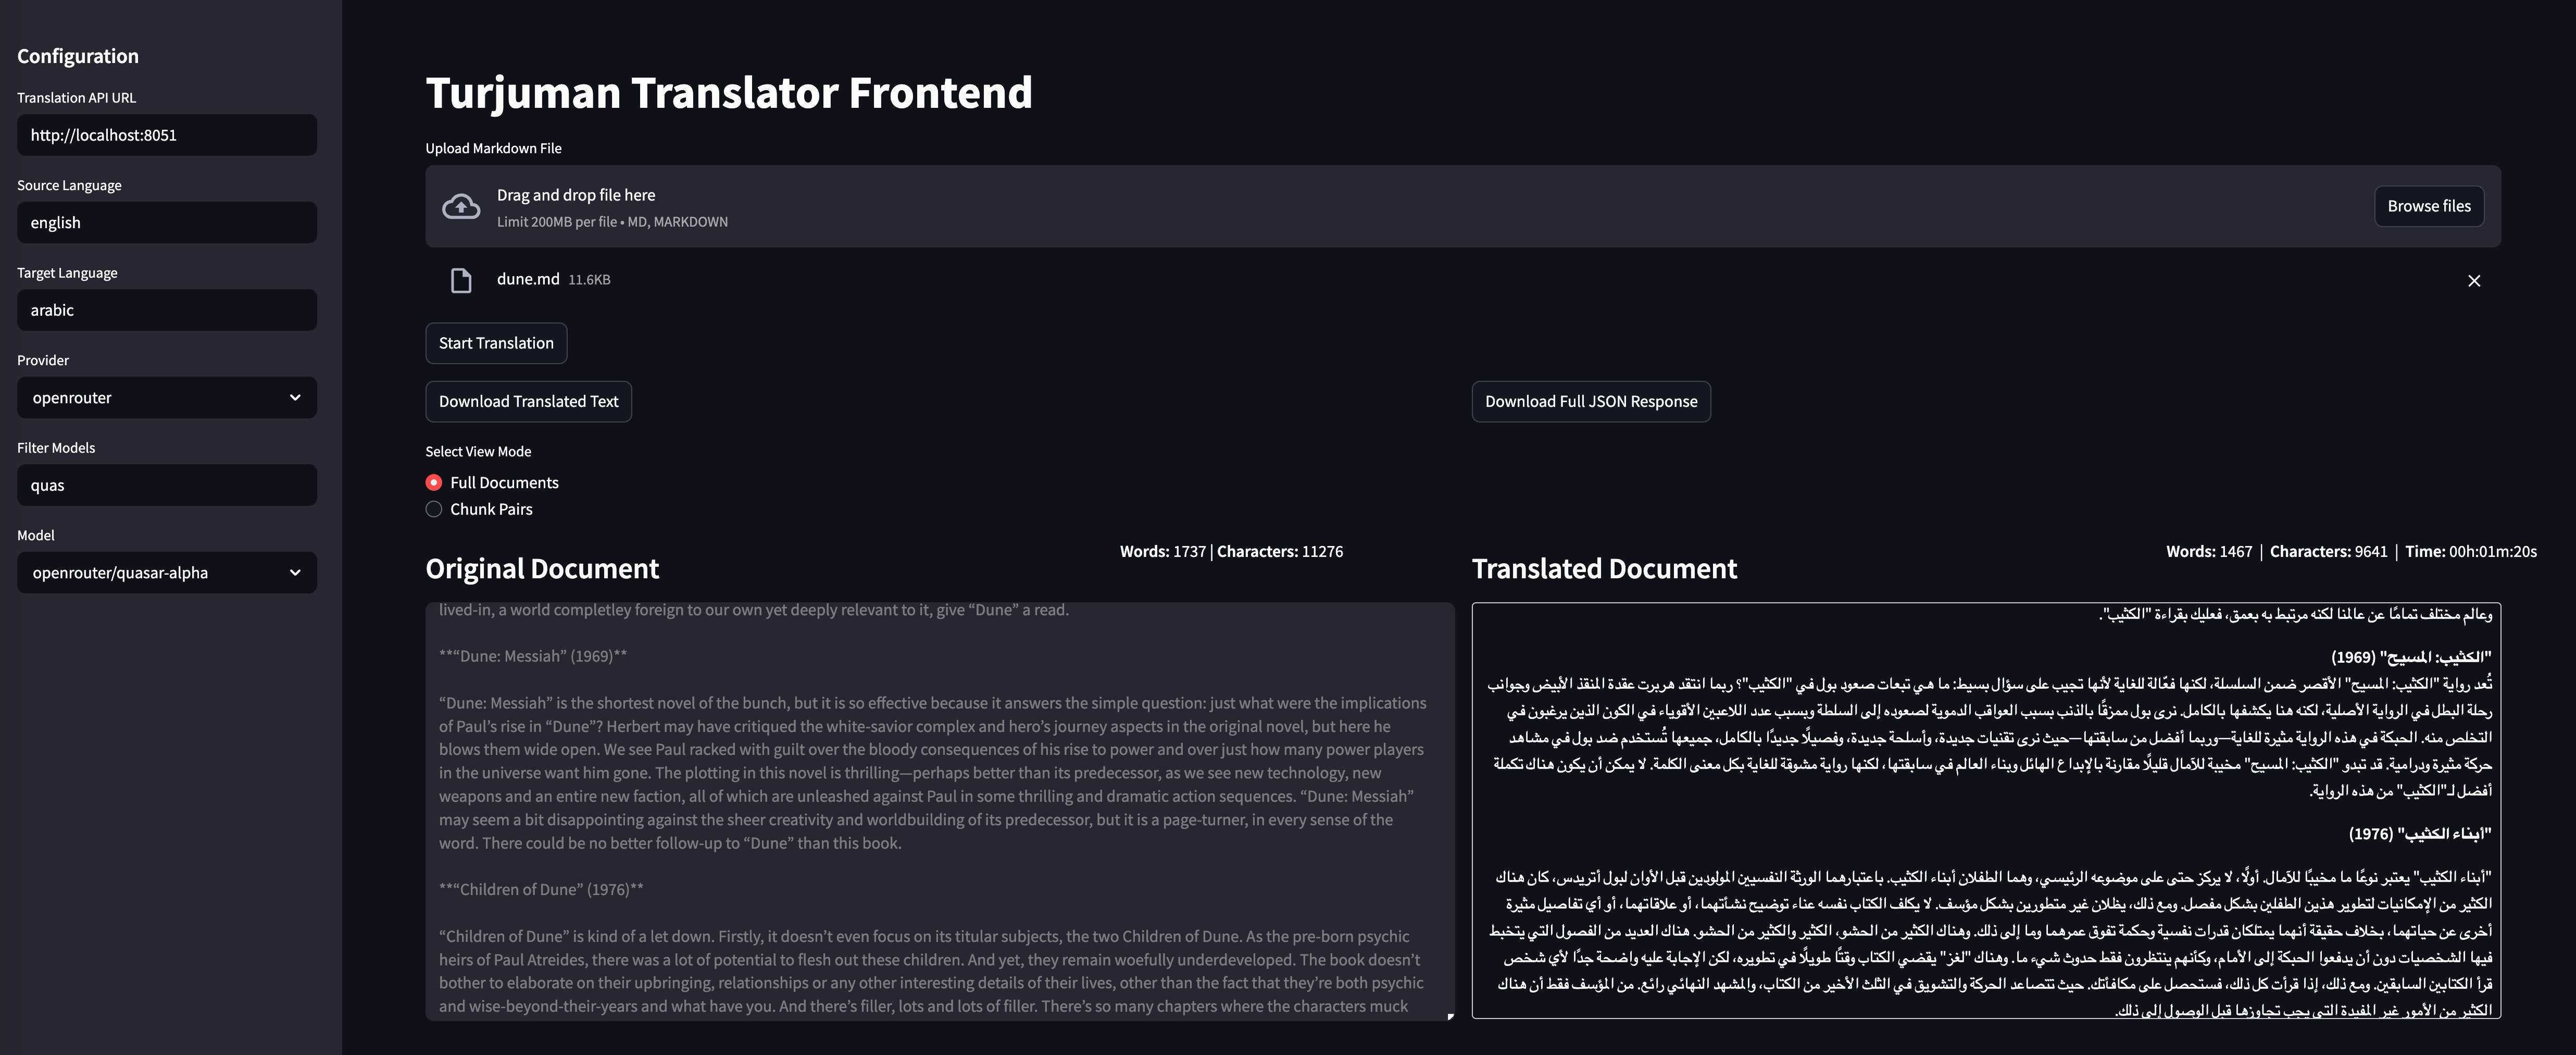 Configuration
Translation API URL
http://localhost:8051
Source Language
english
Target Language
arabic
Provider
openrouter
Filter Models
quas
Model
openrouter/quasar-alpha
Turjuman Translator Frontend
Upload Markdown File
Drag and drop file here
Limit 200MB per file • MD, MARKDOWN
Browse files
dune.md 11.6KB
Start Translation
Download Translated Text
Download Full JSON Response
Select View Mode
Full Documents
Chunk Pairs
Words: 1737 | Characters: 11276
Original Document
lived-in, a world completley foreign to our own yet deeply relevant to it, give “Dune” a read.
**“Dune: Messiah” (1969)**
“Dune: Messiah” is the shortest novel of the bunch, but it is so effective because it answers the simple question: just what were the implications
of Paul’s rise in “Dune”? Herbert may have critiqued the white-savior complex and hero’s journey aspects in the original novel, but here he
blows them wide open. We see Paul racked with guilt over the bloody consequences of his rise to power and over just how many power players
in the universe want him gone. The plotting in this novel is thrilling—perhaps better than its predecessor, as we see new technology, new
weapons and an entire new faction, all of which are unleashed against Paul in some thrilling and dramatic action sequences. “Dune: Messiah”
may seem a bit disappointing against the sheer creativity and worldbuilding of its predecessor, but it is a page-turner, in every sense of the
word. There could be no better follow-up to “Dune” than this book.
**“Children of Dune” (1976)**
“Children of Dune” is kind of a let down. Firstly, it doesn’t even focus on its titular subjects, the two Children of Dune. As the pre-born psychic
heirs of Paul Atreides, there was a lot of potential to flesh out these children. And yet, they remain woefully underdeveloped. The book doesn’t
bother to elaborate on their upbringing, relationships or any other interesting details of their lives, other than the fact that they’re both psychic
and wise-beyond-their-years and what have you. And there’s filler, lots and lots of filler. There’s so many chapters where the characters muck
Words: 1467 | Characters: 9641 | Time: 00h:01m:20s
Translated Document
وعالم مختلف تمامًا عن عالمنا لكنه مرتبط به بعمق، فعليك بقراءة "الكثيب".
"الكثيب: المسيح" (1969)
تُعد رواية "الكثيب: المسيح" الأقصر ضمن السلسلة، لكنها فعّالة للغاية لأنها تجيب على سؤال بسيط: ما هي تبعات صعود بول في "الكثيب"؟ ربما انتقد هربرت عقدة المنقذ الأبيض وجوانب
رحلة البطل في الرواية الأصلية، لكنه هنا يكشفها بالكامل. نرى بول ممزقًا بالذنب بسبب العواقب الدموية لصعوده إلى السلطة وبسبب عدد اللاعبين الأقوياء في الكون الذين يرغبون في
التخلص منه. الحبكة في هذه الرواية مثيرة للغاية—وربما أفضل من سابقتها—حيث نرى تقنيات جديدة، وأسلحة جديدة، وفصيلًا جديدًا بالكامل، جميعها تُستخدم ضد بول في مشاهد
حركة مثيرة ودرامية. قد تبدو "الكثيب: المسيح" مخيبة للآمال قليلًا مقارنة بالإبداع الهائل وبناء العالم في سابقتها، لكنها رواية مشوقة للغاية بكل معنى الكلمة. لا يمكن أن يكون هناك تكملة
أفضل لـ"الكثيب" من هذه الرواية.
"أبناء الكثيب" (1976)
"أبناء الكثيب" يعتبر نوعًا ما مخيبًا للآمال. أولًا، لا يركز حتى على موضوعه الرئيسي، وهما الطفلان أبناء الكثيب. باعتبارهما الورثة النفسيين المولودين قبل الأوان لبول أتريدس، كان هناك
الكثير من الإمكانيات لتطوير هذين الطفلين بشكل مفصل. ومع ذلك، يظلان غير متطورين بشكل مؤسف. لا يكلف الكتاب نفسه عناء توضيح نشأتهما، أو علاقاتهما، أو أي تفاصيل مثيرة
أخرى عن حياتهما، بخلاف حقيقة أنهما يمتلكان قدرات نفسية وحكمة تفوق عمرهما وما إلى ذلك. وهناك الكثير من الحشو، الكثير والكثير من الحشو. هناك العديد من الفصول التي يتخبط
فيها الشخصيات دون أن يدفعوا الحبكة إلى الأمام، وكأنهم ينتظرون فقط حدوث شيء ما. وهناك "لغز" يقضي الكتاب وقتًا طويلًا في تطويره، لكن الإجابة عليه واضحة جدًا لأي شخص
قرأ الكتابين السابقين. ومع ذلك، إذا قرأت كل ذلك، فستحصل على مكافأتك. حيث تتصاعد الحركة والتشويق في الثلث الأخير من الكتاب، والمشهد النهائي رائع. من المؤسف فقط أن هناك
الكثير من الأمور غير المفيدة التي يجب تجاوزها قبل الوصول إلى ذلك.